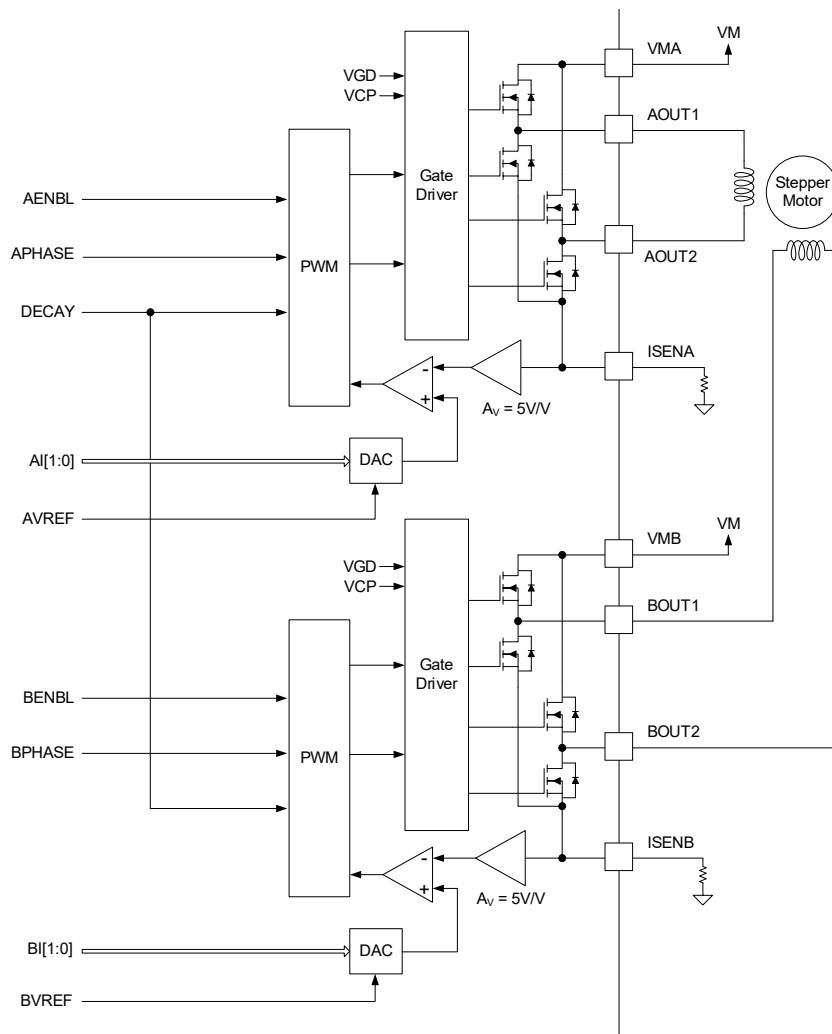 VMA
VM
VGD
VCP
AOUT1
Gate
Driver
Stepper
Motor
AENBL
APHASE
PWM
AOUT2
DECAY
ISENA
-
+
AV = 5V/V
AI[1:0]
DAC
AVREF
VMB
VM
VGD
VCP
BOUT1
Gate
Driver
BENBL
BPHASE
PWM
BOUT2
ISENB
-
+
AV = 5V/V
BI[1:0]
DAC
BVREF